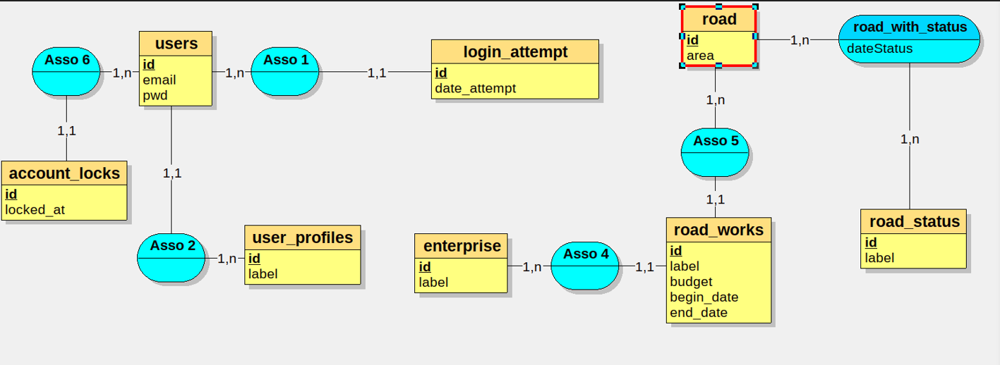 Asso 6
1,n
1,1
account_locks
id
locked_at
users
id
email
pwd
1,n
Asso 1
1,1
login_attempt
id
date_attempt
1,1
Asso 2
1,n
user_profiles
id
label
road
id
area
1,n
road_with_status
dateStatus
1,n
Asso 5
1,1
1,n
enterprise
id
label
1,n
Asso 4
1,1
road_works
id
label
budget
begin_date
end_date
road_status
id
label